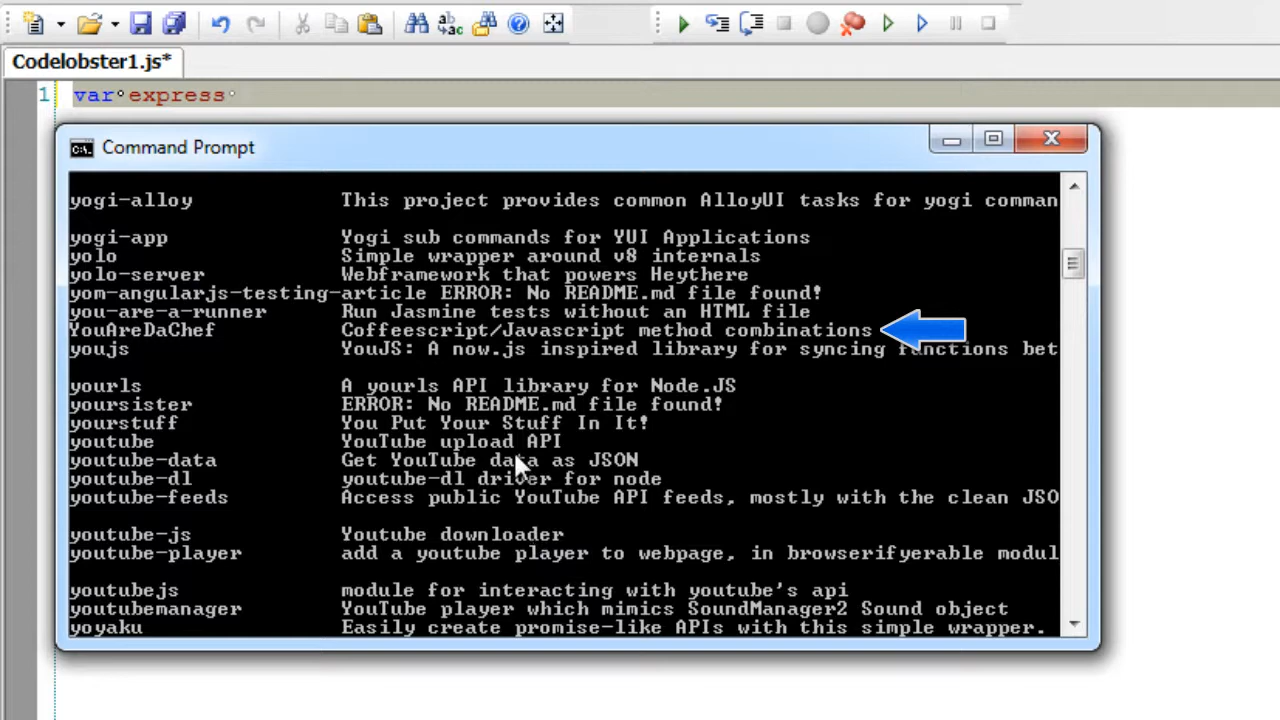 Codelobster1.js*
1 var express
Command Prompt
yogi-alloy This project provides common AlloyUI tasks for yogi comman
yogi-app Yogi sub commands for YUI Applications
yolo Simple wrapper around v8 internals
yolo-server Webframework that powers Heythere
yom-angularjs-testing-article ERROR: No README.md file found!
you-are-a-runner Run Jasmine tests without an HTML file
YouAreDaChef Coffeescript/Javascript method combinations
youjs YouJS: A now.js inspired library for syncing functions bet
yourls A yourls API library for Node.JS
yoursister ERROR: No README.md file found!
yourstuff You Put Your Stuff In It!
youtube YouTube upload API
youtube-data Get YouTube data as JSON
youtube-dl youtube-dl driver for node
youtube-feeds Access public YouTube API feeds, mostly with the clean JSO
youtube-js Youtube downloader
youtube-player add a youtube player to webpage, in browserifyerable modul
youtubejs module for interacting with youtube's api
youtubemanager YouTube player which mimics SoundManager2 Sound object
yoyaku Easily create promise-like APIs with this simple wrapper.